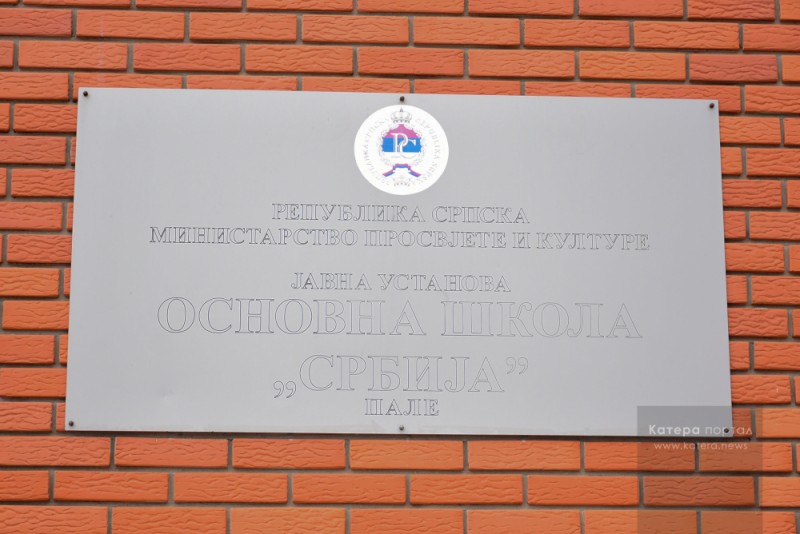 РЕПУБЛИКА СРПСКА
МИНИСТАРСТВО ПРОСВЈЕТЕ И КУЛТУРЕ
ЈАВНА УСТАНОВА
ОСНОВНА ШКОЛА
„СРБИЈА”
ПАЛЕ
Катера портал
www.katera.news